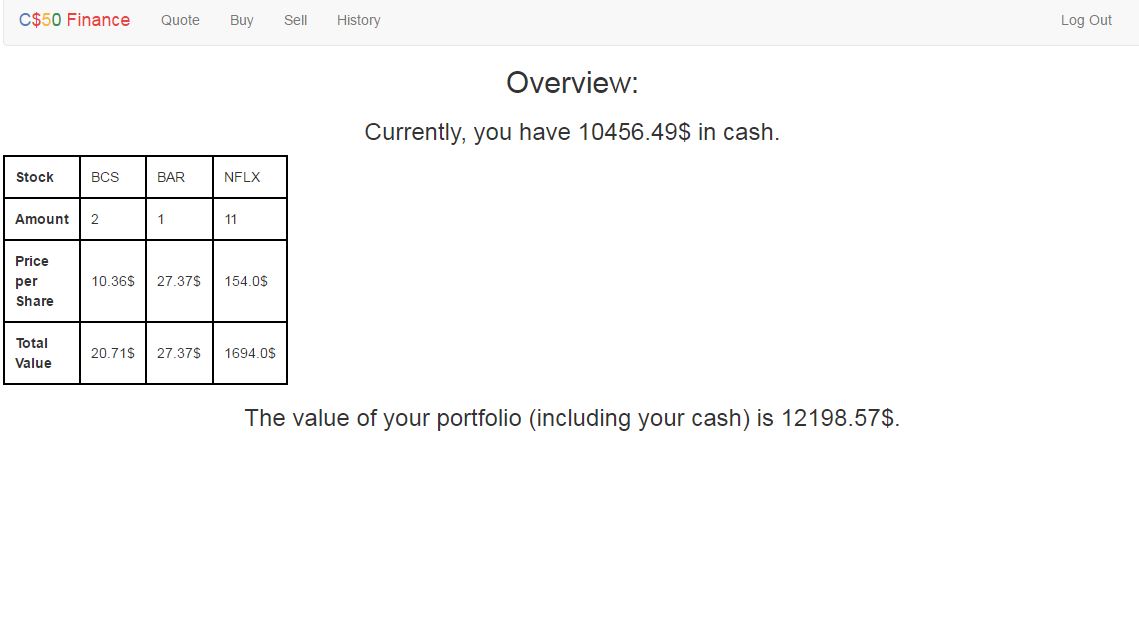 C$50 Finance Quote Buy Sell History Log Out
Overview:
Currently, you have 10456.49$ in cash.
Stock BCS BAR NFLX
Amount 2 1 11
Price
per
Share
10.36$ 27.37$ 154.0$
Total
Value
20.71$ 27.37$ 1694.0$
The value of your portfolio (including your cash) is 12198.57$.